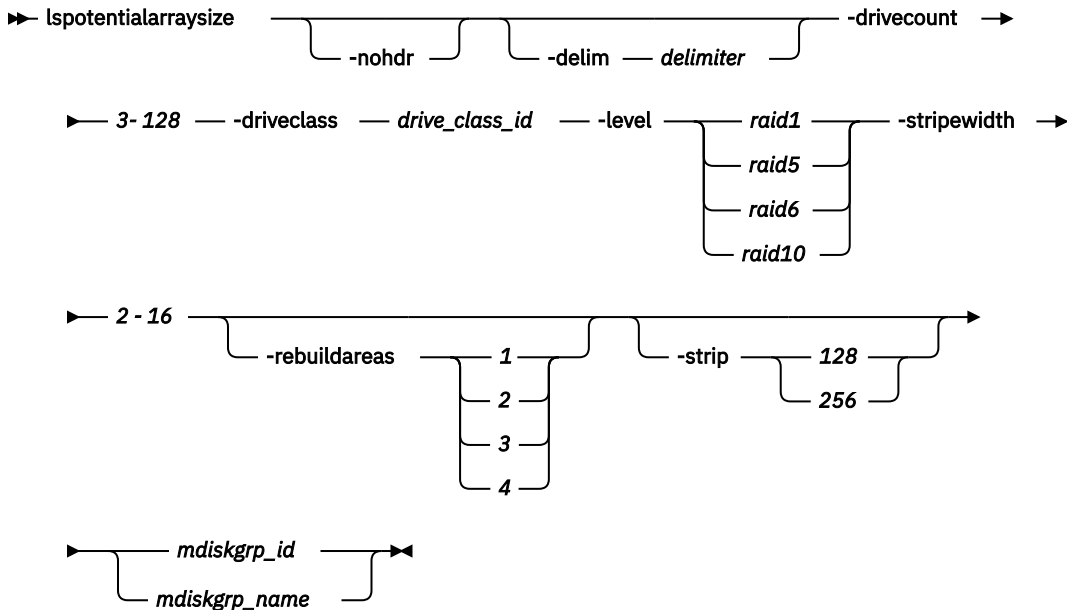 lspotentialarraysize -drivecount
-nohdr -delim delimiter
3- 128 -driveclass drive_class_id -level raid1 -stripewidth
raid5
raid6
raid10
2 - 16
-rebuildareas 1 -strip 128
2 256
3
4
mdiskgrp_id
mdiskgrp_name